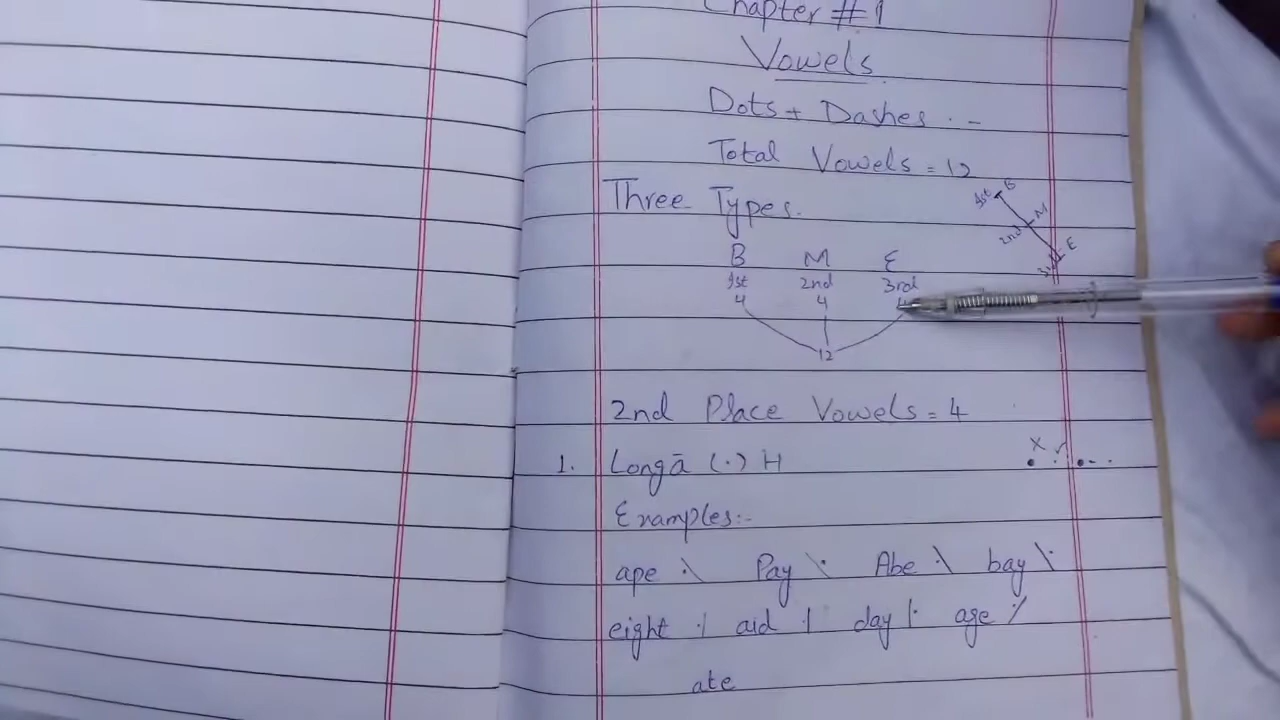 Chapter # 1
Vowels
Dots + Dashes . -
Total Vowels = 12
Three Types.
1st B
2nd M
3rd E
B M E
1st 2nd 3rd
4 4 4
12
2nd Place Vowels = 4
1. Long ā (.) H
Examples:-
ape Pay Abe bay
eight aid day age
ate